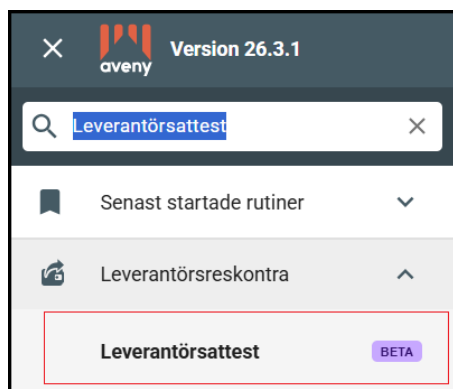 aveny Version 26.3.1
Leverantörsattest
Senast startade rutiner
Leverantörsreskontra
Leverantörsattest BETA